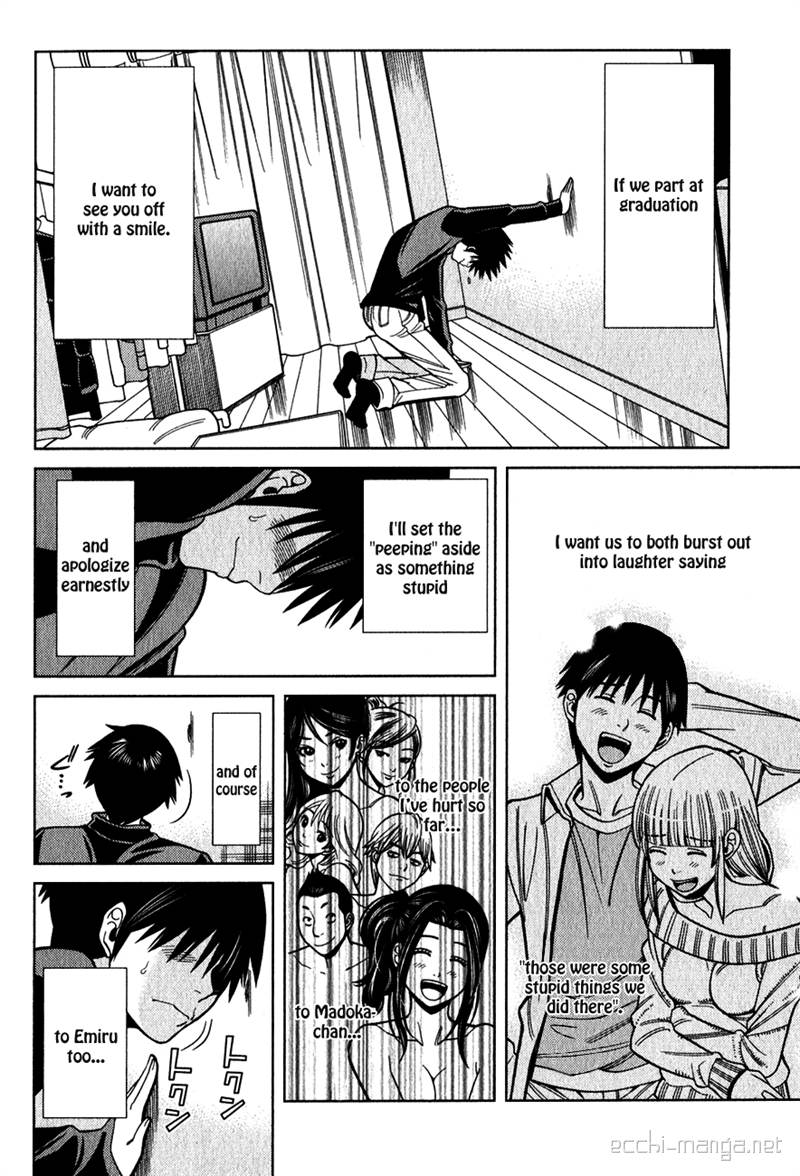 If we part at
graduation
I want to
see you off
with a smile.
I want us to both burst out
into laughter saying
"those were some
stupid things we
did there".
I'll set the
"peeping" aside
as something
stupid
and
apologize
earnestly
to the people
I've hurt so
far...
to Madoka-
chan...
and of
course
to Emiru
too...
ンクッ
ンクッ
ecchi-manga.net